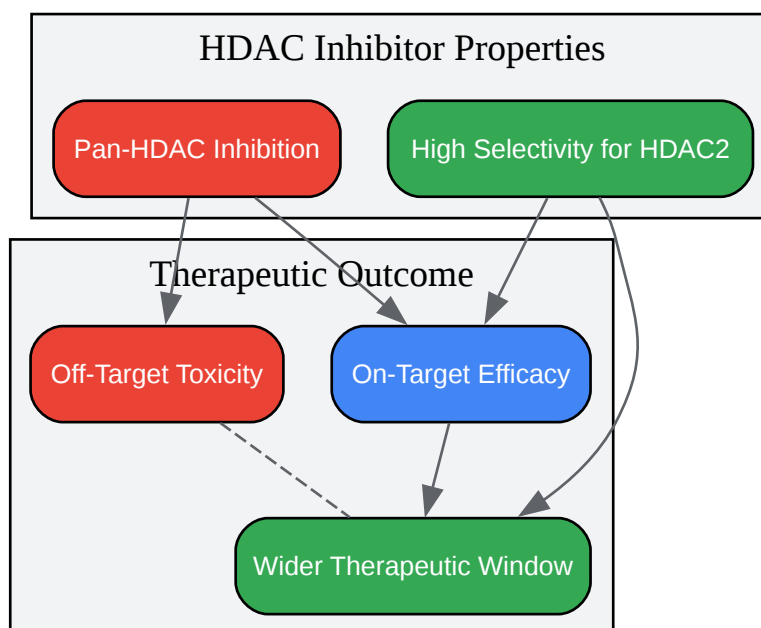 HDAC Inhibitor Properties
Pan-HDAC Inhibition
High Selectivity for HDAC2
Therapeutic Outcome
Off-Target Toxicity
On-Target Efficacy
Wider Therapeutic Window